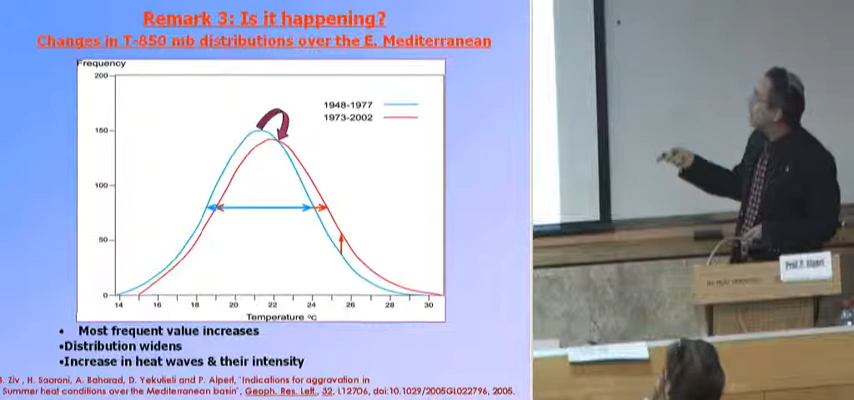 Remark 3: Is it happening?
Changes in T-850 mb distributions over the E. Mediterranean
Frequency
200
150
100
50
0
1948-1977
1973-2002
14 16 18 20 22 24 26 28 30
Temperature ºC
• Most frequent value increases
•Distribution widens
•Increase in heat waves & their intensity
. Ziv , H. Saaroni, A. Baharad, D. Yekutieli and P. Alpert, "Indications for aggravation in
Summer heat conditions over the Mediterranean basin", Geoph. Res. Lett., 32, L12706, doi:10.1029/2005GL022796, 2005.
Prof P. Alpert